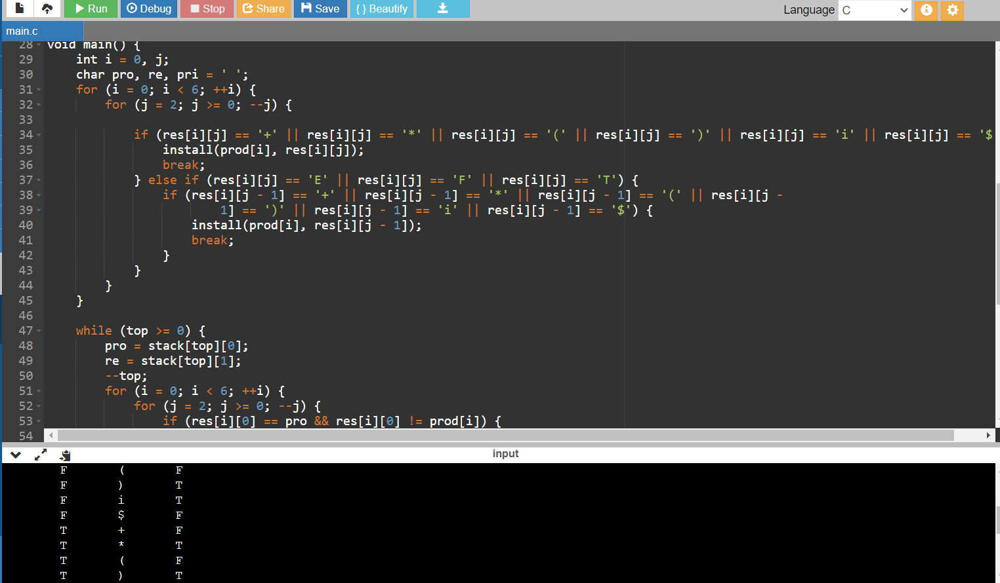 Run Debug Stop Share Save { } Beautify Language C
main.c
28 void main() {
29 int i = 0, j;
30 char pro, re, pri = ' ';
31 for (i = 0; i < 6; ++i) {
32 for (j = 2; j >= 0; --j) {
33
34 if (res[i][j] == '+' || res[i][j] == '*' || res[i][j] == '(' || res[i][j] == ')' || res[i][j] == 'i' || res[i][j] == '$
35 install(prod[i], res[i][j]);
36 break;
37 } else if (res[i][j] == 'E' || res[i][j] == 'F' || res[i][j] == 'T') {
38 if (res[i][j - 1] == '+' || res[i][j - 1] == '*' || res[i][j - 1] == '(' || res[i][j -
39 1] == ')' || res[i][j - 1] == 'i' || res[i][j - 1] == '$') {
40 install(prod[i], res[i][j - 1]);
41 break;
42 }
43 }
44 }
45 }
46
47 while (top >= 0) {
48 pro = stack[top][0];
49 re = stack[top][1];
50 --top;
51 for (i = 0; i < 6; ++i) {
52 for (j = 2; j >= 0; --j) {
53 if (res[i][0] == pro && res[i][0] != prod[i]) {
54
input
F ( F
F ) T
F i T
F $ F
T + F
T * T
T ( F
T ) T